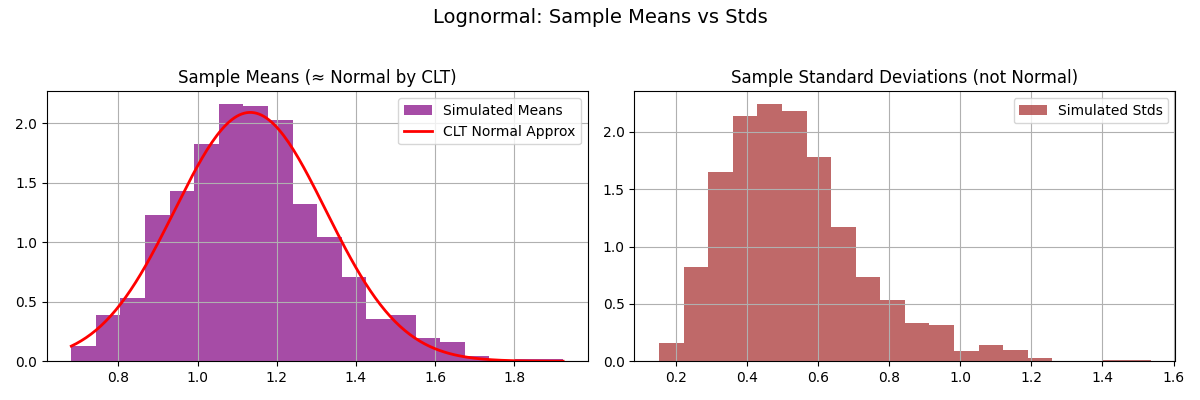 Lognormal: Sample Means vs Stds
Sample Means (≈ Normal by CLT)
Simulated Means
CLT Normal Approx
2.0
1.5
1.0
0.5
0.0
0.8 1.0 1.2 1.4 1.6 1.8
Sample Standard Deviations (not Normal)
Simulated Stds
2.0
1.5
1.0
0.5
0.0
0.2 0.4 0.6 0.8 1.0 1.2 1.4 1.6